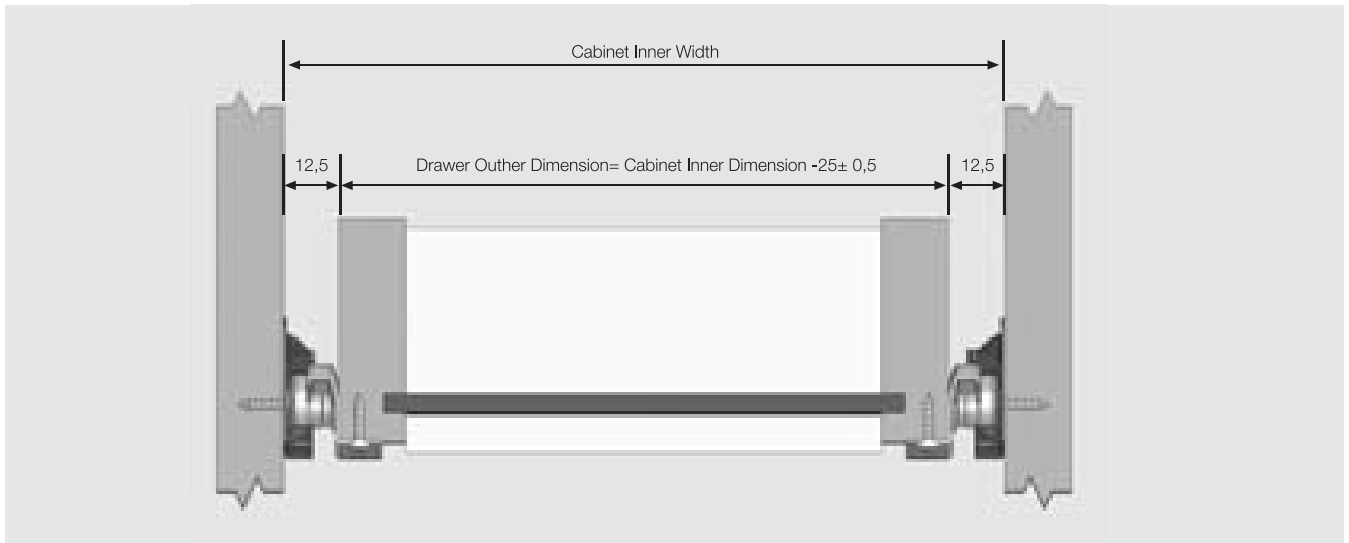 Cabinet Inner Width
12,5
Drawer Outher Dimension= Cabinet Inner Dimension -25± 0,5
12,5